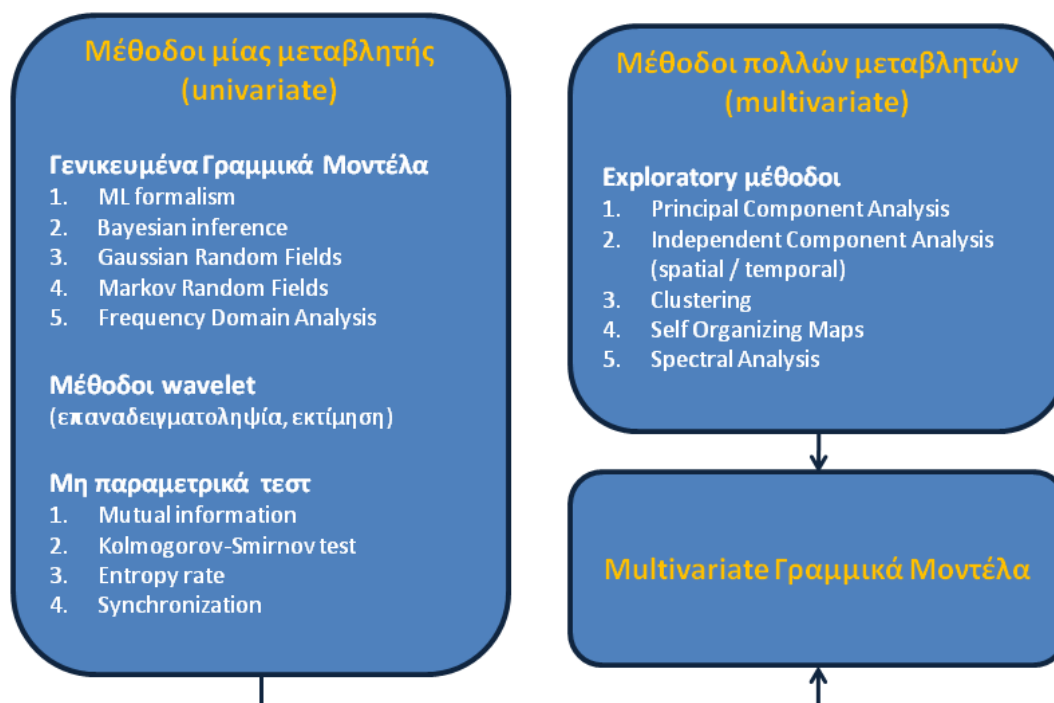 Μέθοδοι μίας μεταβλητής
(univariate)
Γενικευμένα Γραμμικά Μοντέλα
1. ML formalism
2. Bayesian inference
3. Gaussian Random Fields
4. Markov Random Fields
5. Frequency Domain Analysis
Μέθοδοι wavelet
(επαναδειγματοληψία, εκτίμηση)
Μη παραμετρικά τεστ
1. Mutual information
2. Kolmogorov-Smirnov test
3. Entropy rate
4. Synchronization
Μέθοδοι πολλών μεταβλητών
(multivariate)
Exploratory μέθοδοι
1. Principal Component Analysis
2. Independent Component Analysis
(spatial / temporal)
3. Clustering
4. Self Organizing Maps
5. Spectral Analysis
Multivariate Γραμμικά Μοντέλα